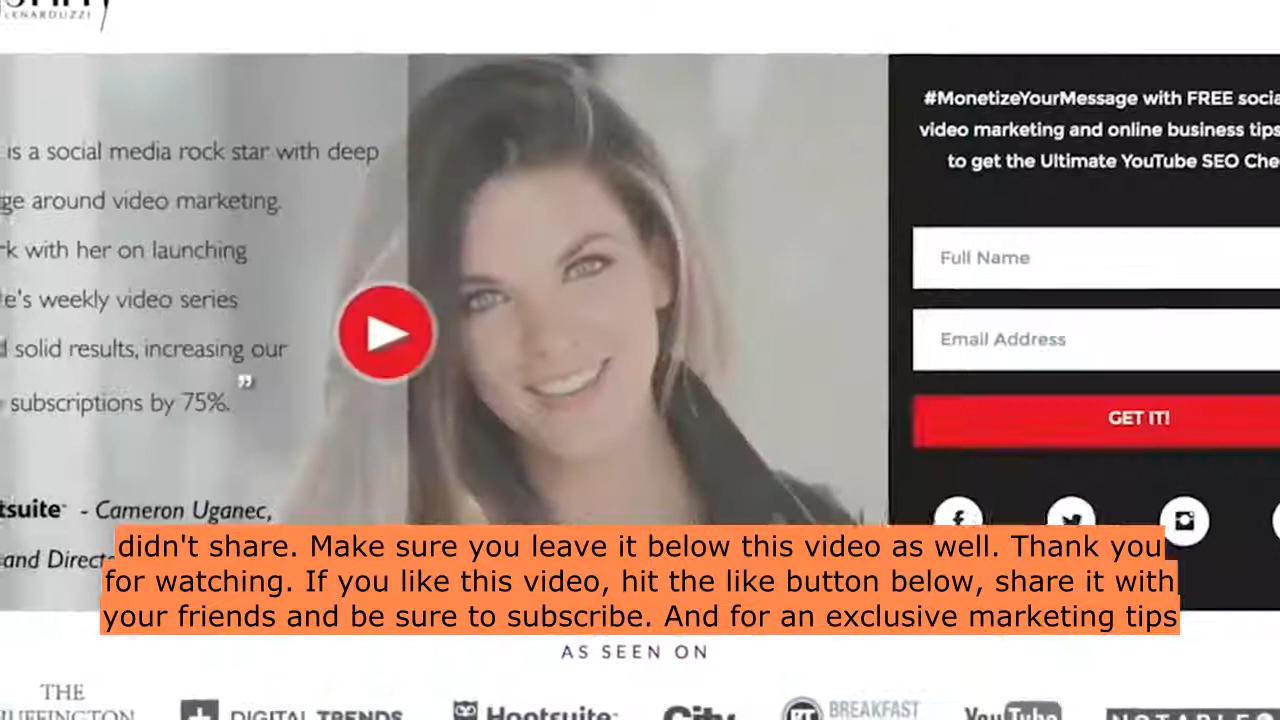 LENARDUZZI
is a social media rock star with deep
ge around video marketing.
k with her on launching
e's weekly video series
solid results, increasing our
subscriptions by 75%.
”
tsuite - Cameron Uganec,
and Direct
#MonetizeYourMessage with FREE socia
video marketing and online business tips
to get the Ultimate YouTube SEO Che
Full Name
Email Address
GET IT!
didn't share. Make sure you leave it below this video as well. Thank you
for watching. If you like this video, hit the like button below, share it with
your friends and be sure to subscribe. And for an exclusive marketing tips
AS SEEN ON
THE
HUFFINGTON
DIGITAL TRENDS
Hootsuite
City
BT
BREAKFAST
YouTube
NOTABLE